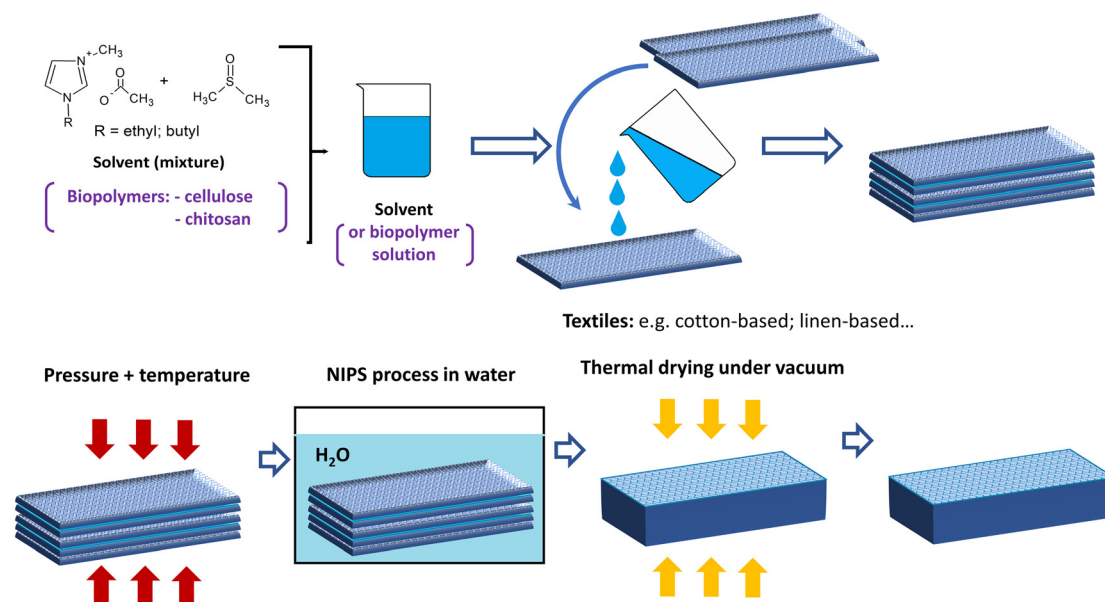 CH₃
N
+
N
R
O
O⁻
CH₃
+
O
S
H₃C
CH₃
R = ethyl; butyl
Solvent (mixture)
Biopolymers: - cellulose
- chitosan
Solvent
or biopolymer
solution
Textiles: e.g. cotton-based; linen-based…
Pressure + temperature
NIPS process in water
Thermal drying under vacuum
H₂O